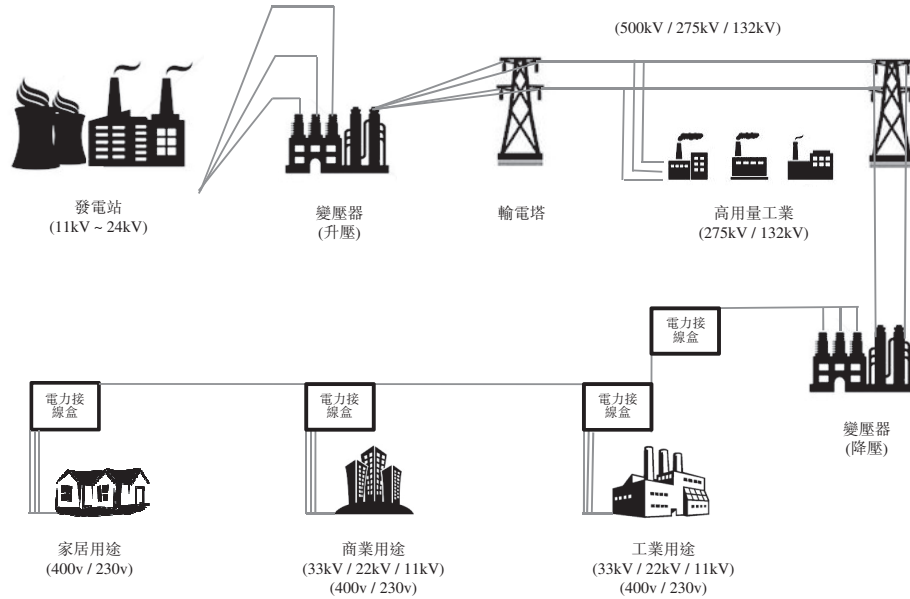 (500kV / 275kV / 132kV)
發電站
(11kV ~ 24kV)
變壓器
(升壓)
輸電塔
高用量工業
(275kV / 132kV)
電力接
線盒
電力接
線盒
電力接
線盒
電力接
線盒
變壓器
(降壓)
家居用途
(400v / 230v)
商業用途
(33kV / 22kV / 11kV)
(400v / 230v)
工業用途
(33kV / 22kV / 11kV)
(400v / 230v)